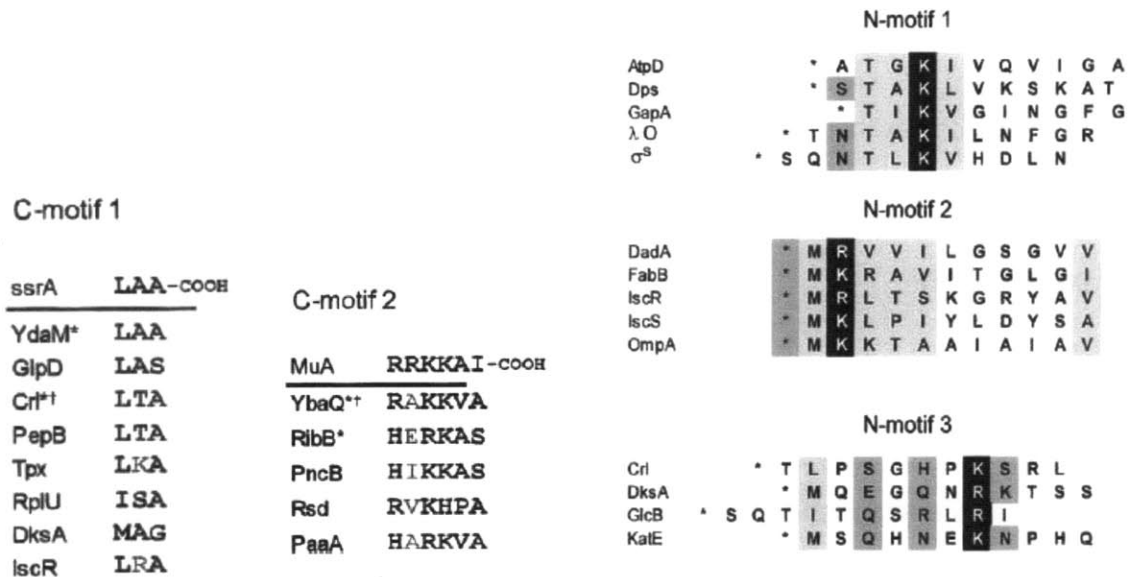 C-motif 1
ssrA LAA-COOH
YdaM* LAA
GlpD LAS
Crl*† LTA
PepB LTA
Tpx LKA
RplU ISA
DksA MAG
IscR LRA
C-motif 2
MuA RRKKAI-COOH
YbaQ*† RAKKVA
RibB* HERKAS
PncB HIKKAS
Rsd RVKHPA
PaaA HARKVA
N-motif 1
AtpD * A T G K I V Q V I G A
Dps * S T A K L V K S K A T
GapA * T I K V G I N G F G
λ O * T N T A K I L N F G R
σS * S Q N T L K V H D L N
N-motif 2
DadA * M R V V I L G S G V V
FabB * M K R A V I T G L G I
IscR * M R L T S K G R Y A V
IscS * M K L P I Y L D Y S A
OmpA * M K K T A I A I A V
N-motif 3
Crl * T L P S G H P K S R L
DksA * M Q E G Q N R K T S S
GlcB * S Q T I T Q S R L R I
KatE * M S Q H N E K N P H Q